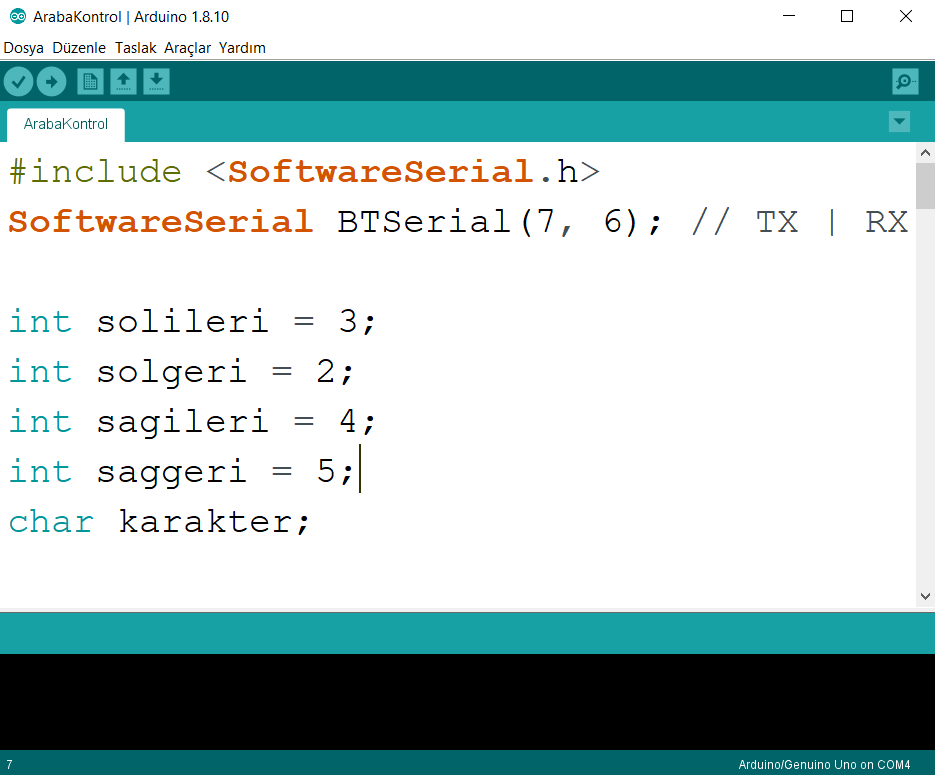 ArabaKontrol | Arduino 1.8.10
Dosya Düzenle Taslak Araçlar Yardım
ArabaKontrol
#include <SoftwareSerial.h>
SoftwareSerial BTSerial(7, 6); // TX | RX
int solileri = 3;
int solgeri = 2;
int sagileri = 4;
int saggeri = 5;
char karakter;
7
Arduino/Genuino Uno on COM4